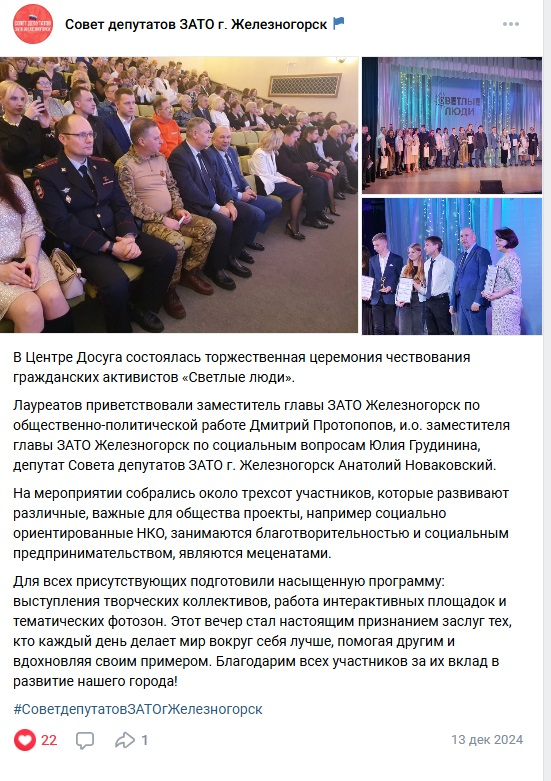 СОВЕТ ДЕПУТАТОВ
Совет депутатов ЗАТО г. Железногорск
СВЕТЛЫЕ
ЛЮДИ
В Центре Досуга состоялась торжественная церемония чествования
гражданских активистов «Светлые люди».
Лауреатов приветствовали заместитель главы ЗАТО Железногорск по
общественно-политической работе Дмитрий Протопопов, и.о. заместителя
главы ЗАТО Железногорск по социальным вопросам Юлия Грудинина,
депутат Совета депутатов ЗАТО г. Железногорск Анатолий Новаковский.
На мероприятии собрались около трехсот участников, которые развивают
различные, важные для общества проекты, например социально
ориентированные НКО, занимаются благотворительностью и социальным
предпринимательством, являются меценатами.
Для всех присутствующих подготовили насыщенную программу:
выступления творческих коллективов, работа интерактивных площадок и
тематических фотозон. Этот вечер стал настоящим признанием заслуг тех,
кто каждый день делает мир вокруг себя лучше, помогая другим и
вдохновляя своим примером. Благодарим всех участников за их вклад в
развитие нашего города!
#СоветдепутатовЗАТОгЖелезногорск
22
1
13 дек 2024